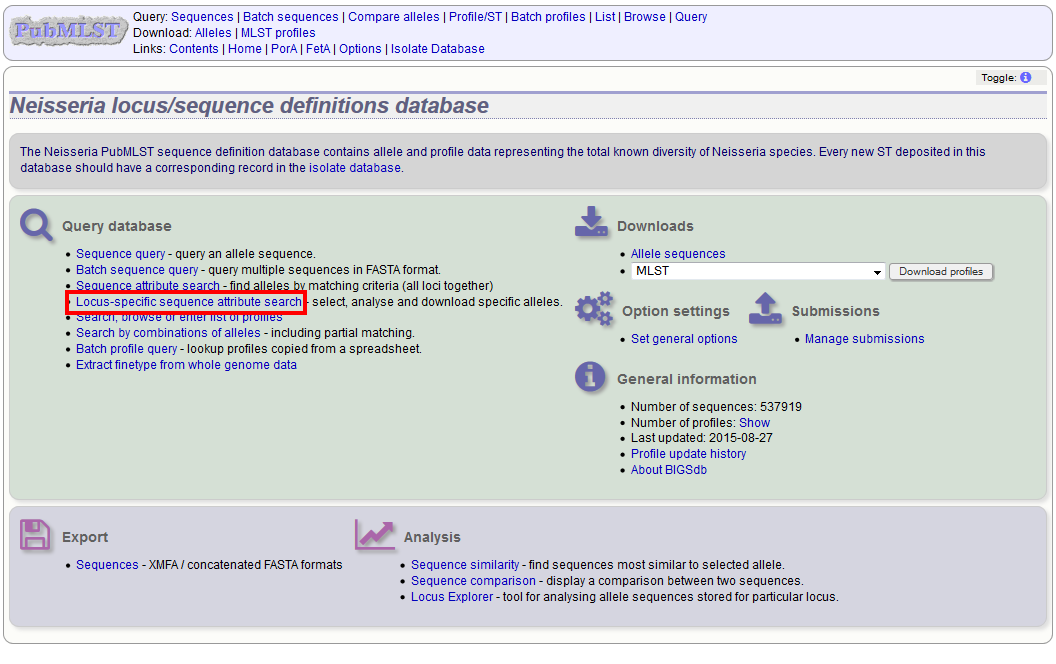 PubMLST
Query: Sequences | Batch sequences | Compare alleles | Profile/ST | Batch profiles | List | Browse | Query
Download: Alleles | MLST profiles
Links: Contents | Home | PorA | FetA | Options | Isolate Database
Toggle: i
Neisseria locus/sequence definitions database
The Neisseria PubMLST sequence definition database contains allele and profile data representing the total known diversity of Neisseria species. Every new ST deposited in this
database should have a corresponding record in the isolate database.
Query database
• Sequence query - query an allele sequence.
• Batch sequence query - query multiple sequences in FASTA format.
• Sequence attribute search - find alleles by matching criteria (all loci together)
• Locus-specific sequence attribute search - select, analyse and download specific alleles.
• Search, browse or enter list of profiles
• Search by combinations of alleles - including partial matching.
• Batch profile query - lookup profiles copied from a spreadsheet.
• Extract finetype from whole genome data
Downloads
• Allele sequences
• MLST Download profiles
Option settings
• Set general options
Submissions
• Manage submissions
General information
• Number of sequences: 537919
• Number of profiles: Show
• Last updated: 2015-08-27
• Profile update history
• About BIGSdb
Export
• Sequences - XMFA / concatenated FASTA formats
Analysis
• Sequence similarity - find sequences most similar to selected allele.
• Sequence comparison - display a comparison between two sequences.
• Locus Explorer - tool for analysing allele sequences stored for particular locus.